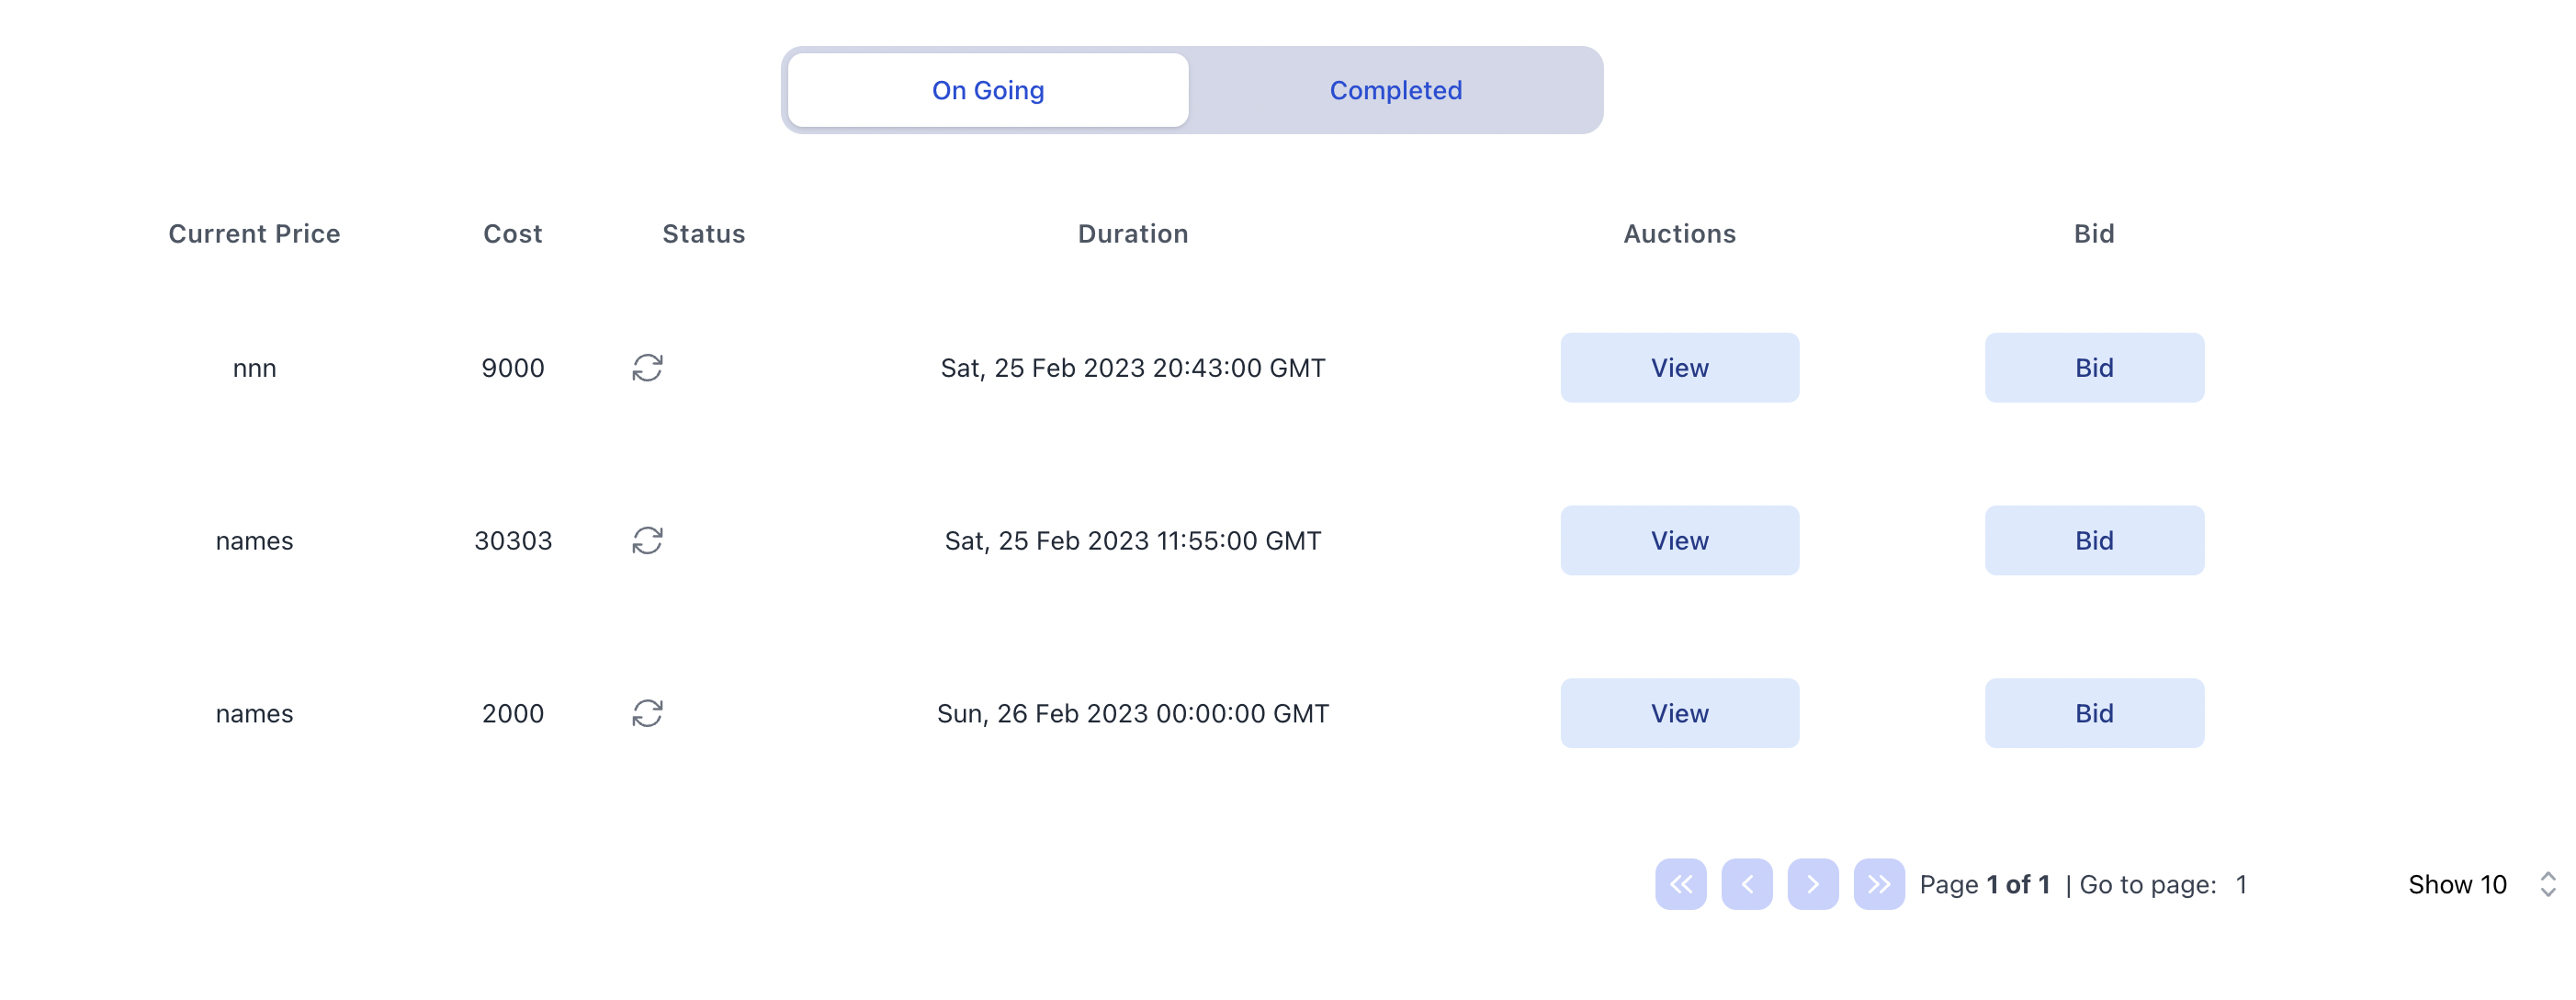 On Going Completed
Current Price Cost Status Duration Auctions Bid
nnn 9000 Sat, 25 Feb 2023 20:43:00 GMT View Bid
names 30303 Sat, 25 Feb 2023 11:55:00 GMT View Bid
names 2000 Sun, 26 Feb 2023 00:00:00 GMT View Bid
Page 1 of 1 | Go to page: 1 Show 10